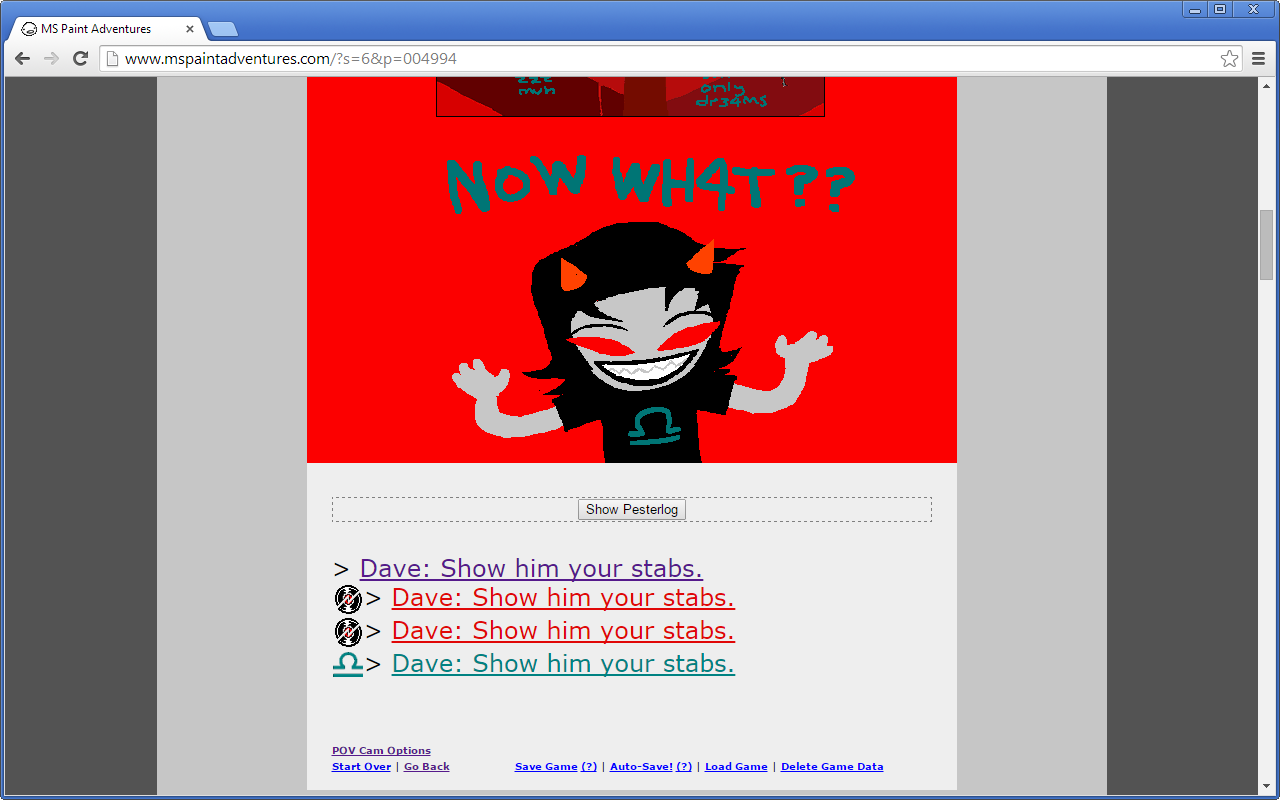 MS Paint Adventures
www.mspaintadventures.com/?s=6&p=004994
zzz
mvh
only
dr34ms
NOW WH4T??
Show Pesterlog
> Dave: Show him your stabs.
> Dave: Show him your stabs.
> Dave: Show him your stabs.
> Dave: Show him your stabs.
POV Cam Options
Start Over | Go Back
Save Game (?) | Auto-Save! (?) | Load Game | Delete Game Data